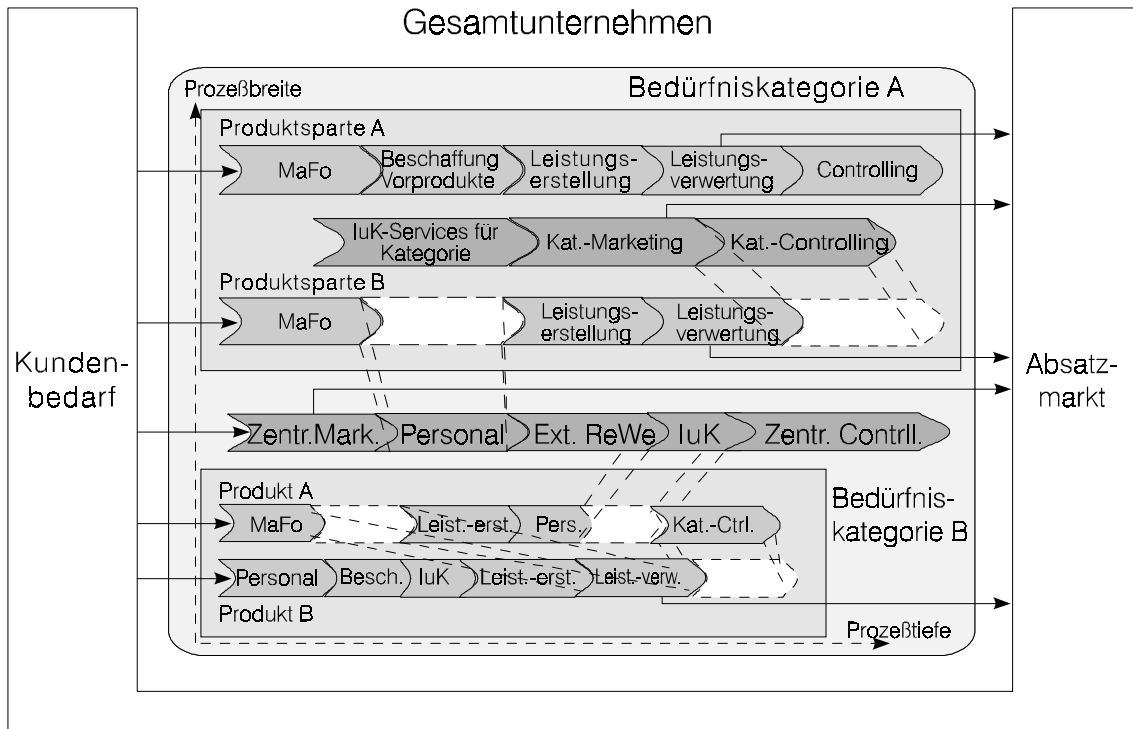 Gesamtunternehmen
Prozeßbreite
Bedürfniskategorie A
Produktsparte A
MaFo
Beschaffung
Vorprodukte
Leistungs-
erstellung
Leistungs-
verwertung
Controlling
IuK-Services für
Kategorie
Kat.-Marketing
Kat.-Controlling
Produktsparte B
MaFo
Leistungs-
erstellung
Leistungs-
verwertung
Kunden-
bedarf
Absatz-
markt
Zentr.Mark.
Personal
Ext. ReWe
IuK
Zentr. Contrll.
Produkt A
MaFo
Leist.-erst.
Pers.
Kat.-Ctrl.
Bedürfnis-
kategorie B
Personal
Besch.
IuK
Leist.-erst.
Leist.-verw.
Produkt B
Prozeßtiefe